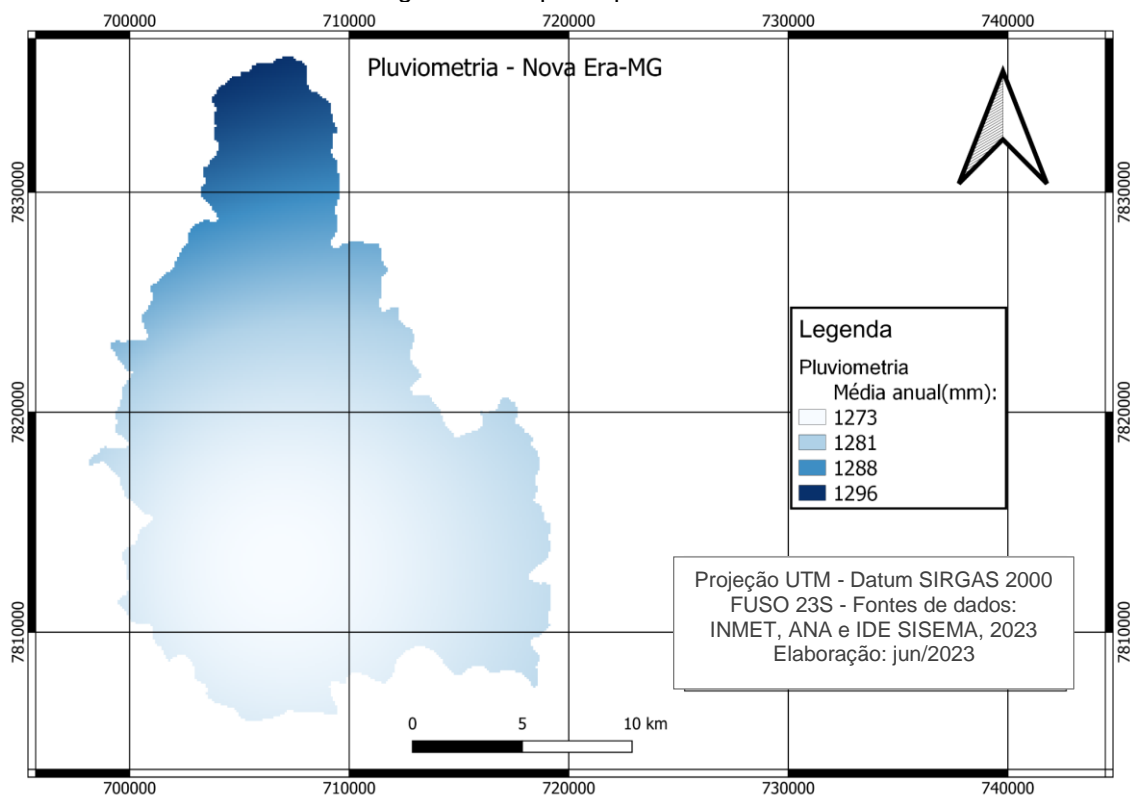 700000 710000 720000 730000 740000
Pluviometria - Nova Era-MG
7830000 7830000
Legenda
Pluviometria
Média anual(mm):
1273
1281
1288
1296
7820000 7820000
Projeção UTM - Datum SIRGAS 2000
FUSO 23S - Fontes de dados:
INMET, ANA e IDE SISEMA, 2023
Elaboração: jun/2023
7810000 7810000
0 5 10 km
700000 710000 720000 730000 740000